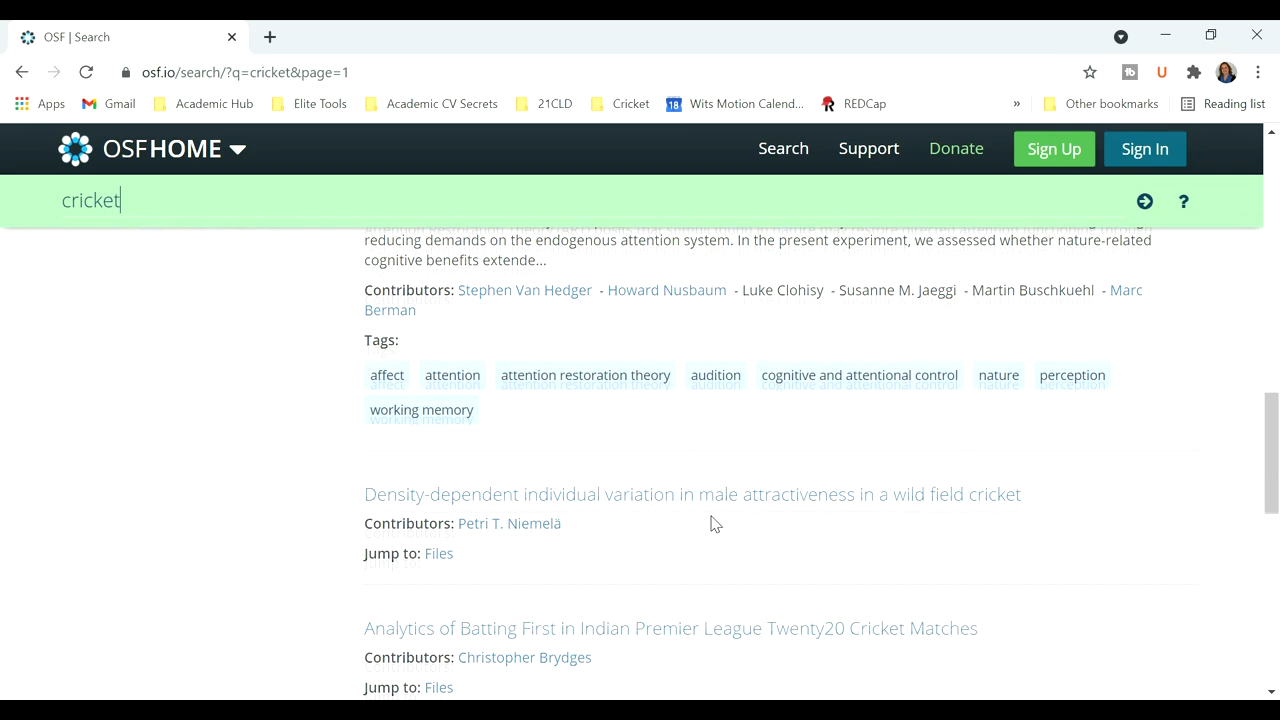 OSF | Search
osf.io/search/?q=cricket&page=1
Apps Gmail Academic Hub Elite Tools Academic CV Secrets 21CLD Cricket 18 Wits Motion Calend... REDCap » Other bookmarks Reading list
OSFHOME Search Support Donate Sign Up Sign In
cricket ?
reducing demands on the endogenous attention system. In the present experiment, we assessed whether nature-related
cognitive benefits extende...
Contributors: Stephen Van Hedger - Howard Nusbaum - Luke Clohisy - Susanne M. Jaeggi - Martin Buschkuehl - Marc
Berman
Tags:
affect attention attention restoration theory audition cognitive and attentional control nature perception
working memory
Density-dependent individual variation in male attractiveness in a wild field cricket
Contributors: Petri T. Niemelä
Jump to: Files
Analytics of Batting First in Indian Premier League Twenty20 Cricket Matches
Contributors: Christopher Brydges
Jump to: Files